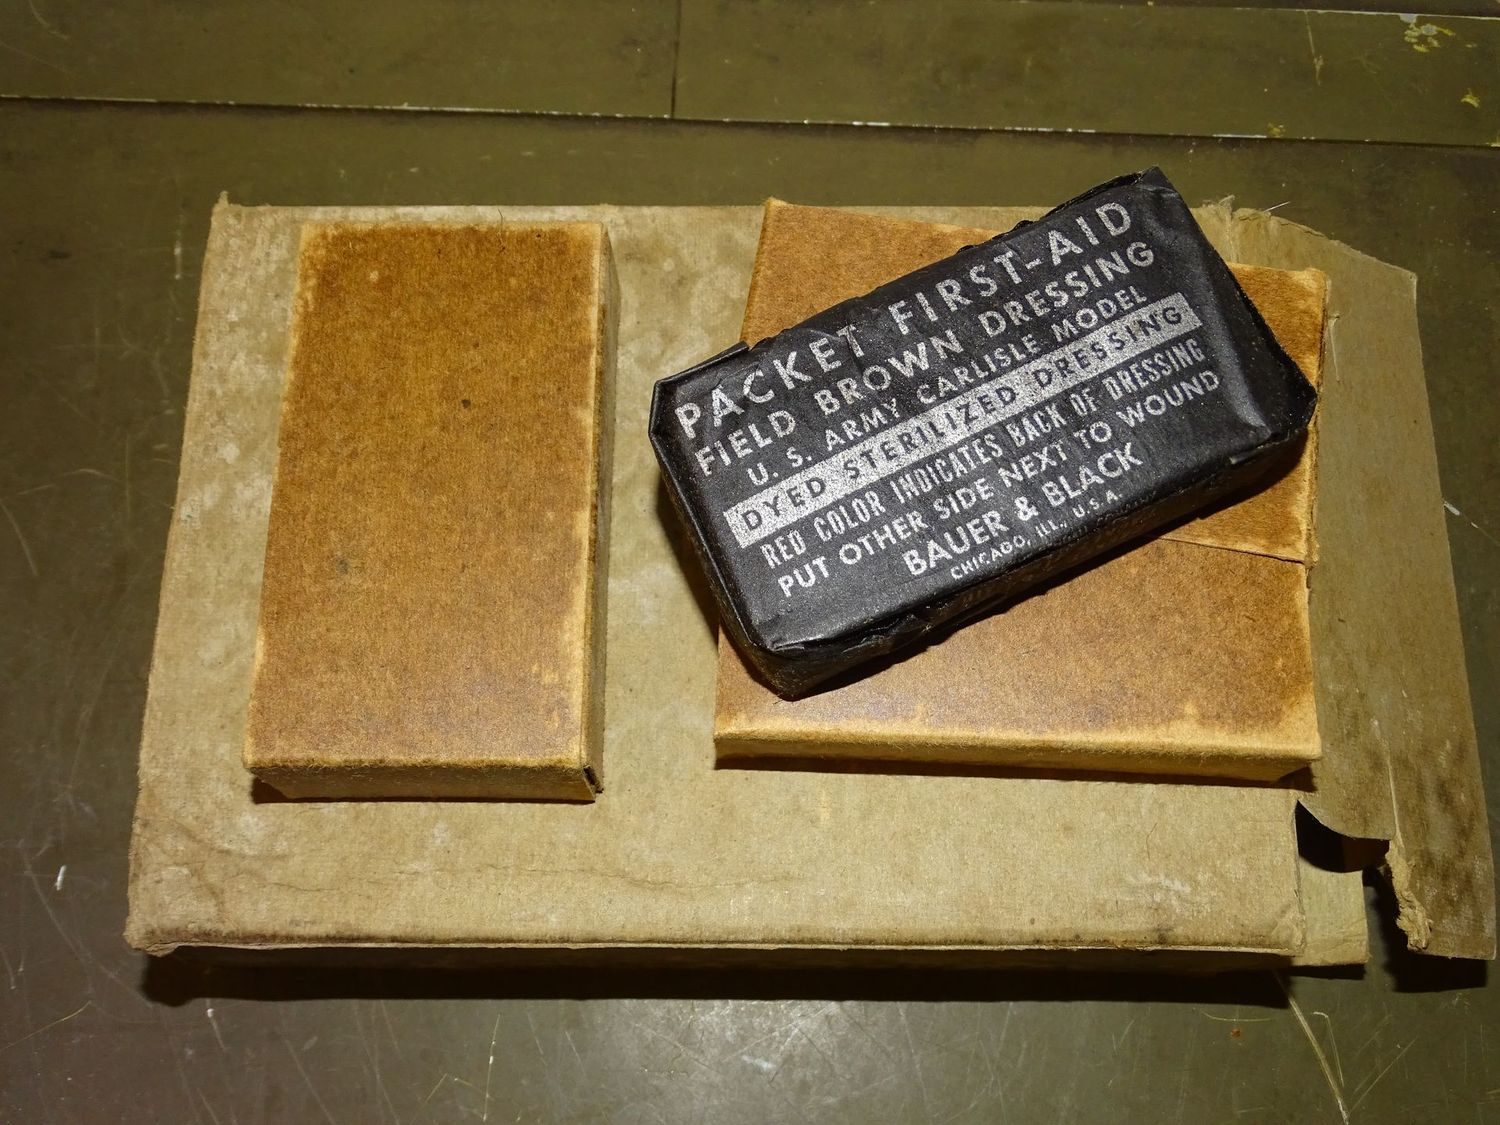 PACKET FIRST-AID
FIELD BROWN DRESSING
U. S. ARMY CARLISLE MODEL
DYED STERILIZED DRESSING
RED COLOR INDICATES BACK OF DRESSING
PUT OTHER SIDE NEXT TO WOUND
BAUER & BLACK
CHICAGO, ILL., U.S.A.